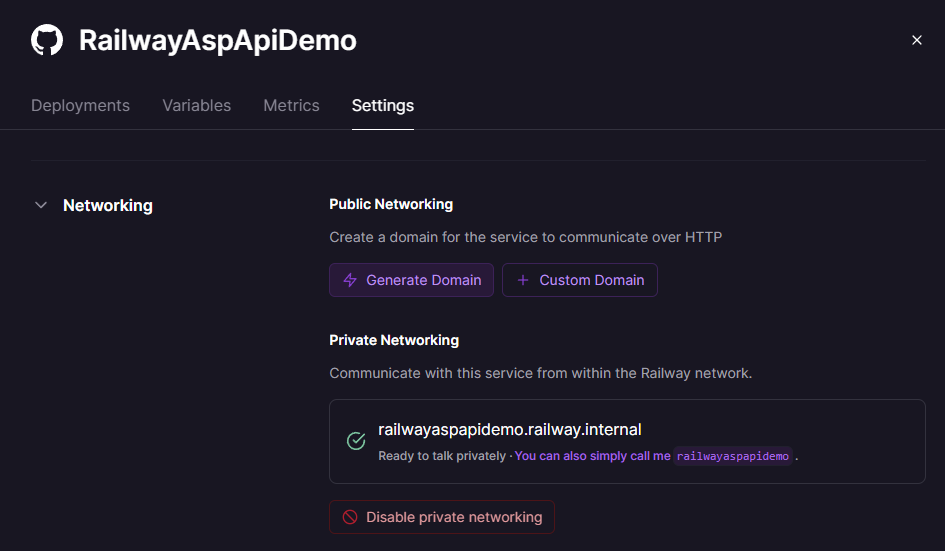 RailwayAspApiDemo
Deployments Variables Metrics Settings
Networking
Public Networking
Create a domain for the service to communicate over HTTP
Generate Domain
Custom Domain
Private Networking
Communicate with this service from within the Railway network.
railwayaspapidemo.railway.internal
Ready to talk privately · You can also simply call me railwayaspapidemo .
Disable private networking